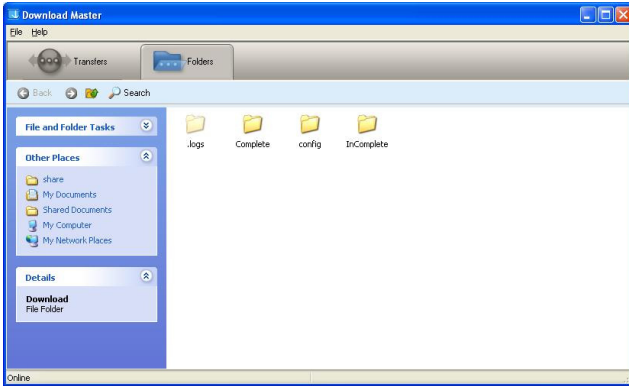 Download Master
File Help
Transfers
Folders
Back
Search
File and Folder Tasks
Other Places
share
My Documents
Shared Documents
My Computer
My Network Places
Details
Download
File Folder
.logs
Complete
config
InComplete
Online